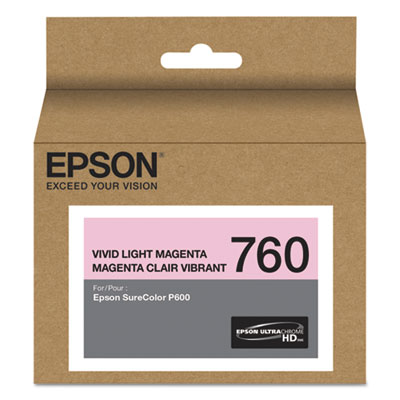 EPSON
EXCEED YOUR VISION
VIVID LIGHT MAGENTA
MAGENTA CLAIR VIBRANT
760
For/Pour :
Epson SureColor P600
EPSON ULTRACHROME
HD INK